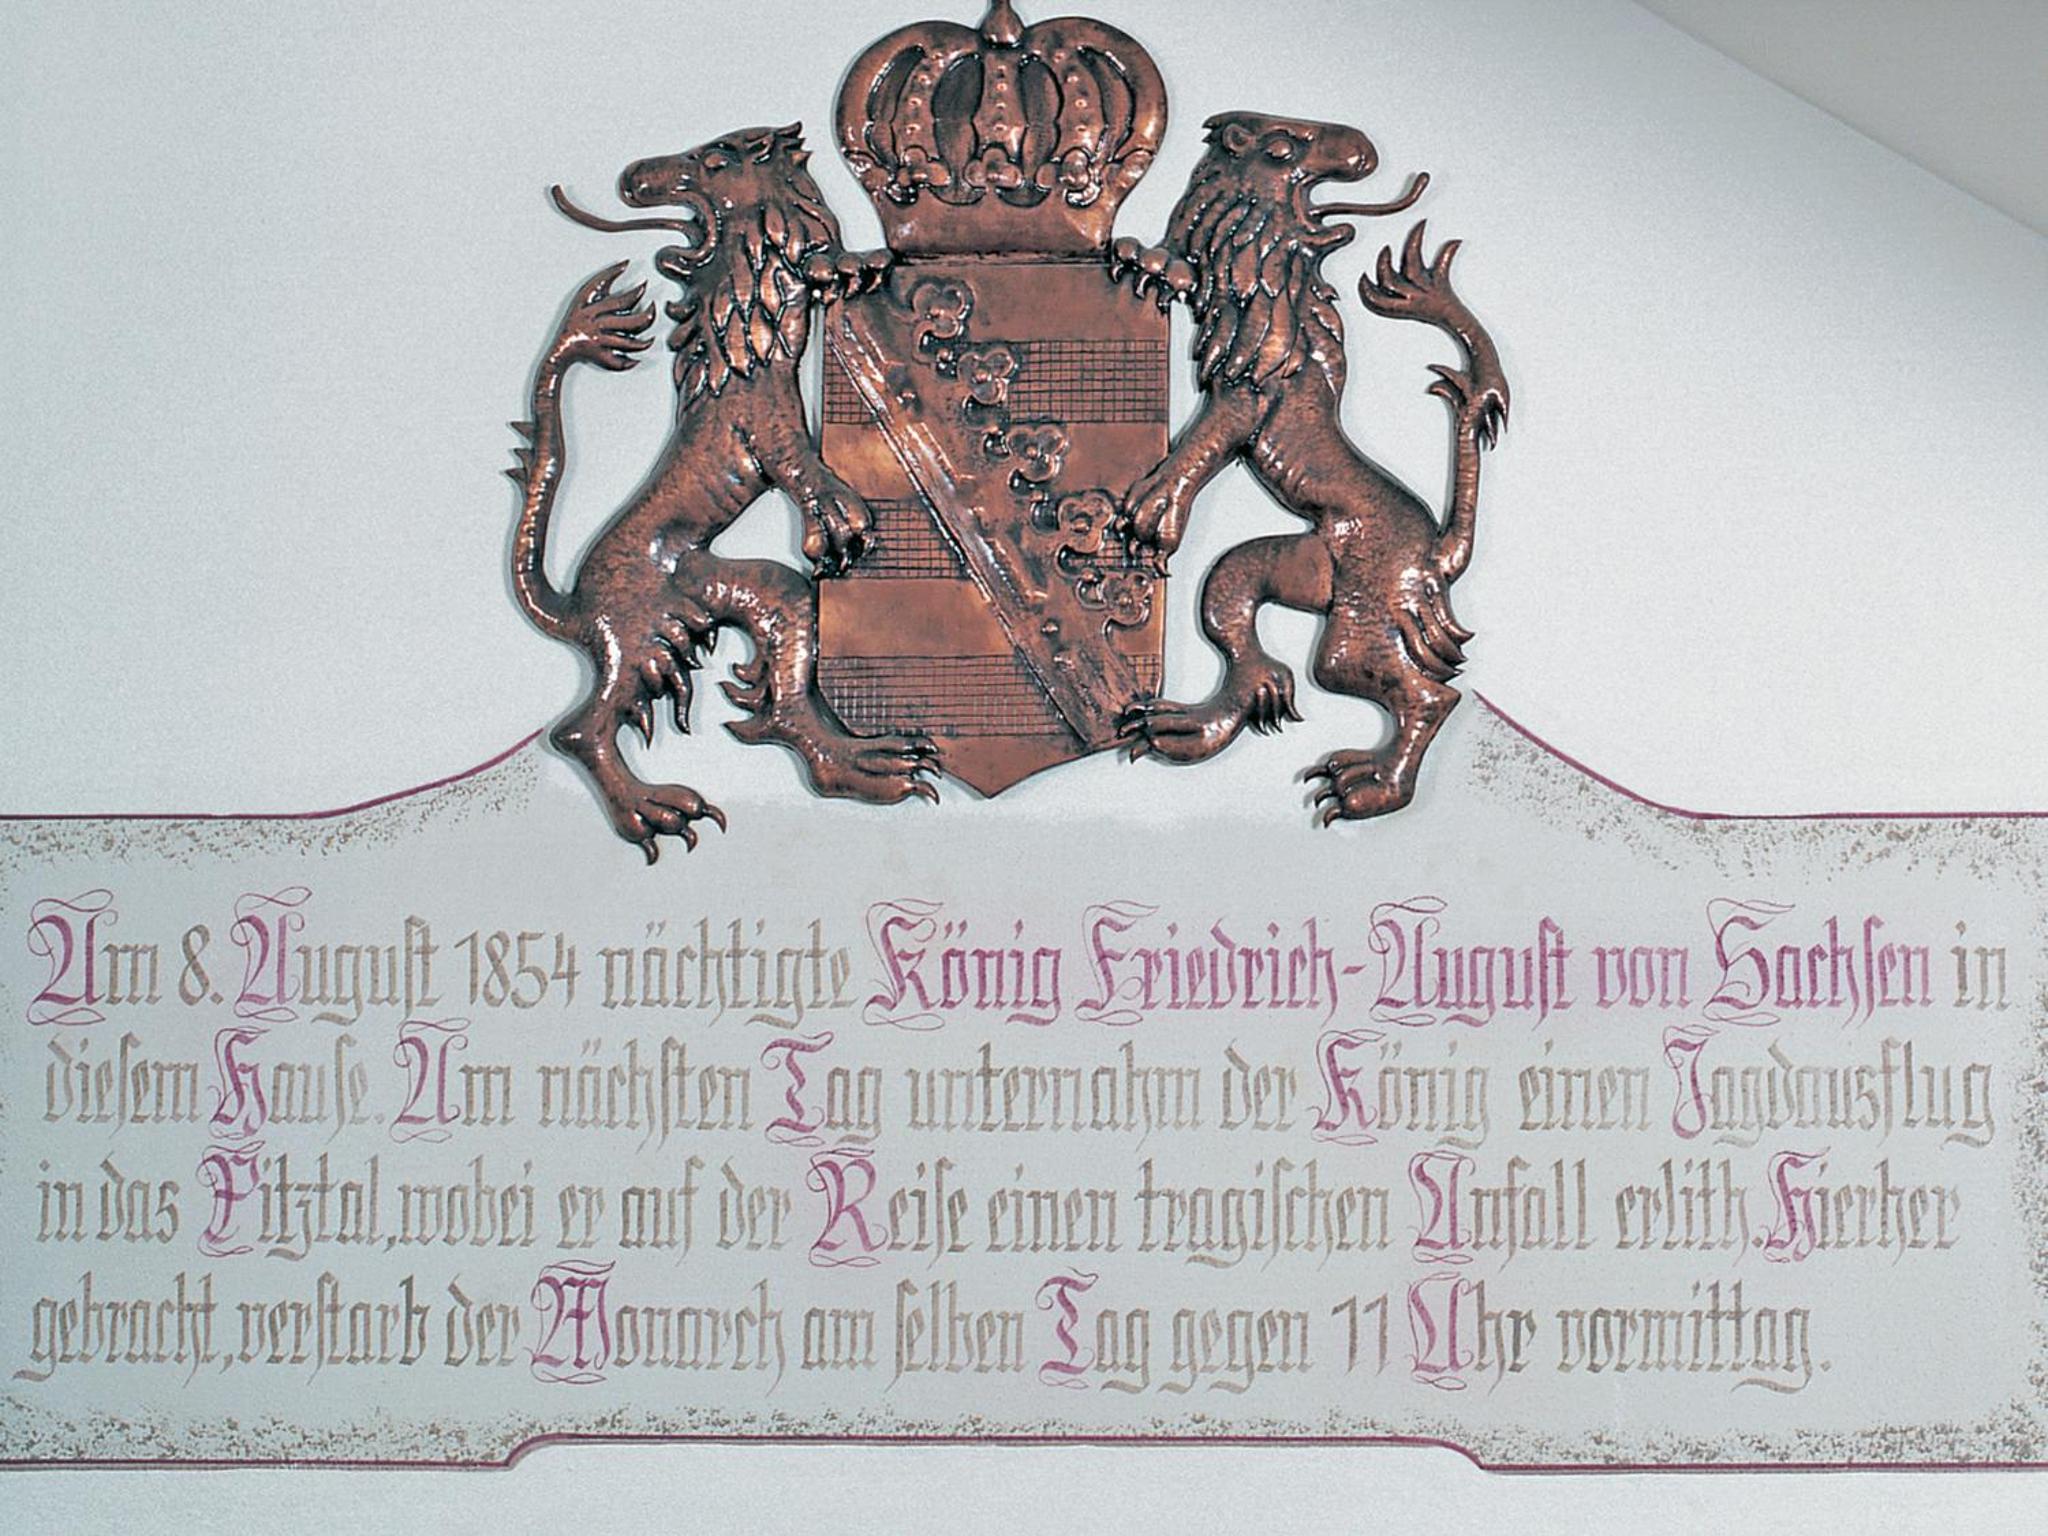 Am 8. August 1854 nächtigte König Friedrich-August von Sachsen in
diesem Hause. Am nächsten Tag unternahm der König einen Jagdausflug
in das Pitztal, wobei er auf der Reise einen tragischen Unfall erlith. Hierher
gebracht, verstarb der Monarch am selben Tag gegen 11 Uhr vormittag.